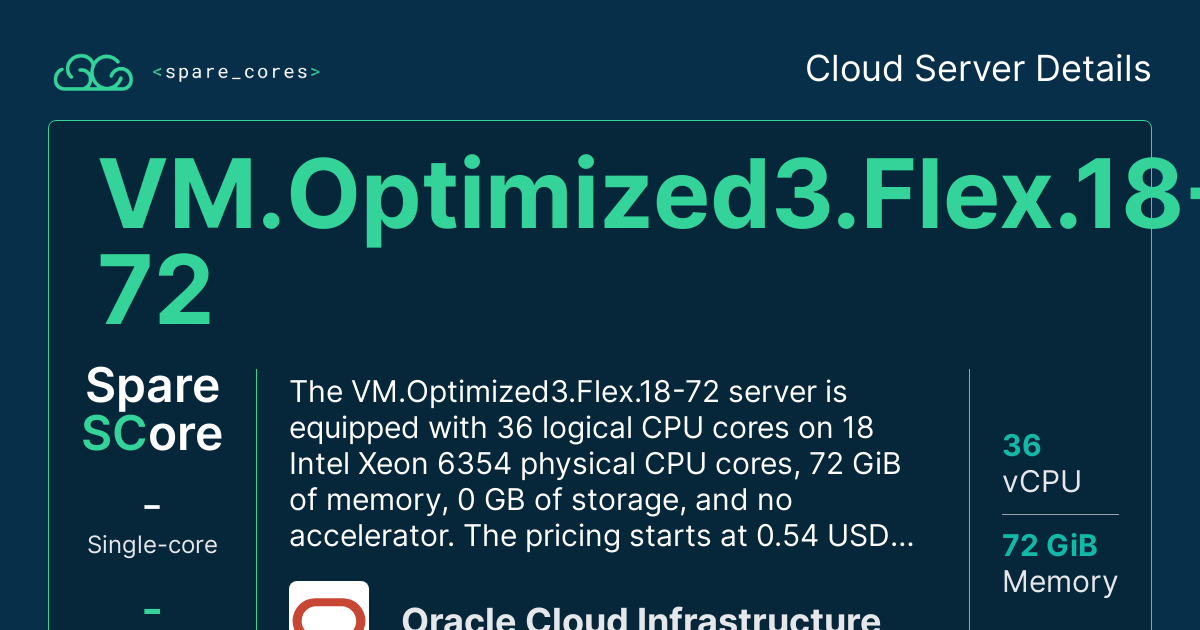 <spare_cores>
Cloud Server Details
VM.Optimized3.Flex.18-
72
Spare
SCore
-
Single-core
-
The VM.Optimized3.Flex.18-72 server is
equipped with 36 logical CPU cores on 18
Intel Xeon 6354 physical CPU cores, 72 GiB
of memory, 0 GB of storage, and no
accelerator. The pricing starts at 0.54 USD...
Oracle Cloud Infrastructure
36
vCPU
72 GiB
Memory